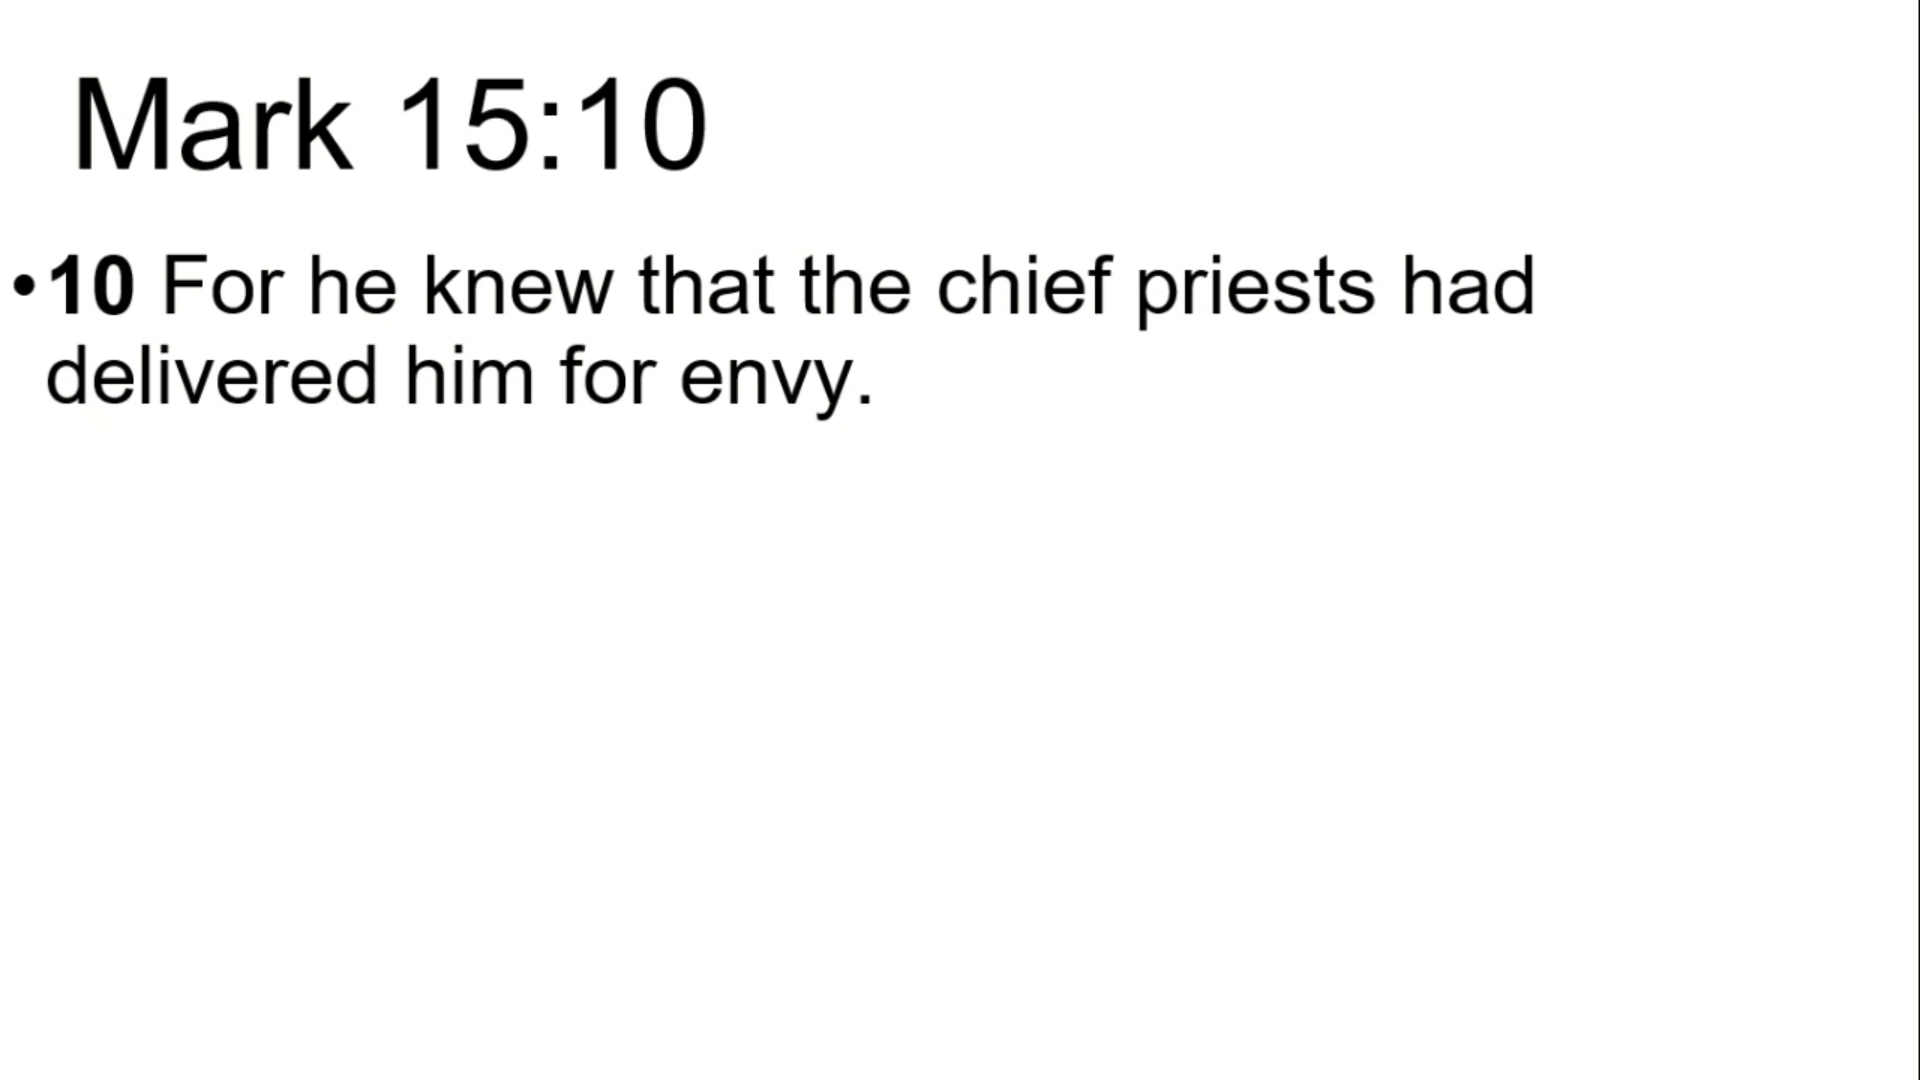 Mark 15:10
•10 For he knew that the chief priests had
delivered him for envy.